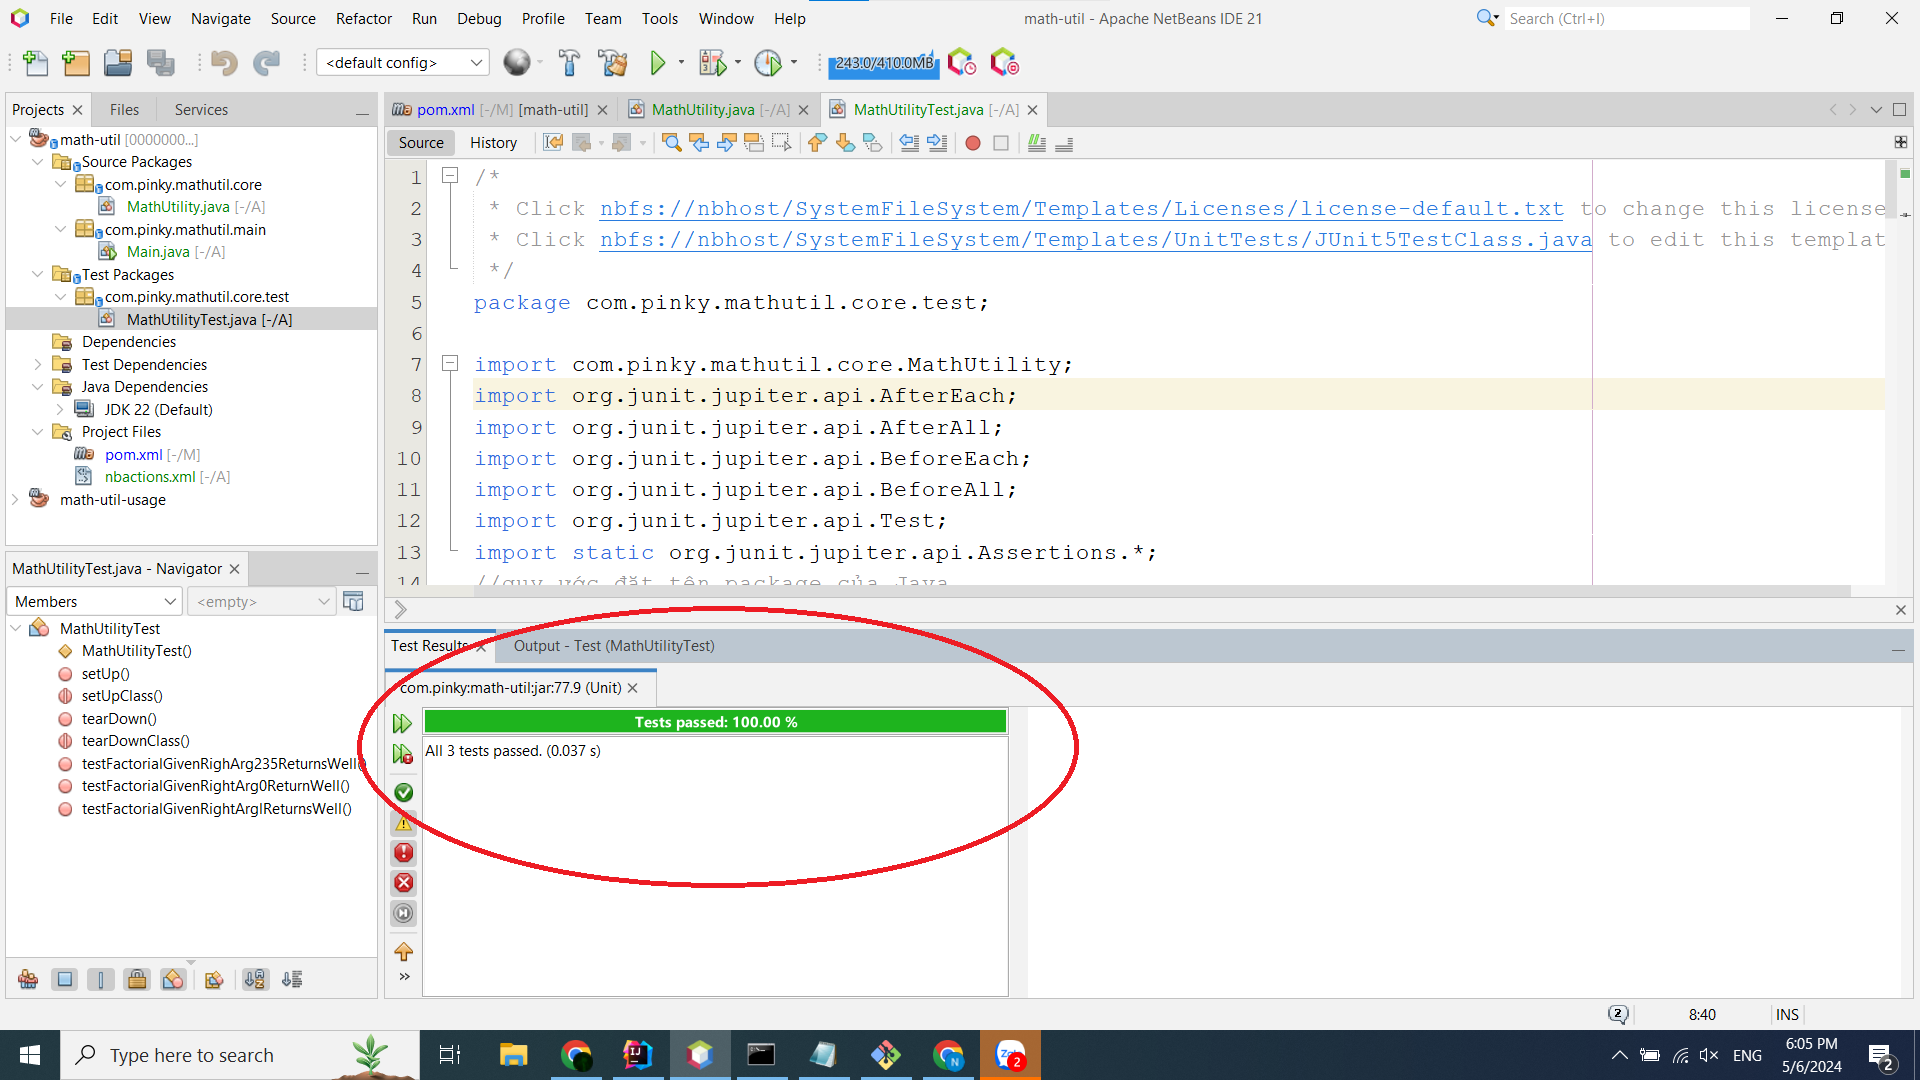 File Edit View Navigate Source Refactor Run Debug Profile Team Tools Window Help
math-util - Apache NetBeans IDE 21
Search (Ctrl+I)
<default config>
243.0/410.0MB
Projects
Files
Services
pom.xml [-/M] [math-util]
MathUtility.java [-/A]
MathUtilityTest.java [-/A]
math-util [0000000...]
Source Packages
com.pinky.mathutil.core
MathUtility.java [-/A]
com.pinky.mathutil.main
Main.java [-/A]
Test Packages
com.pinky.mathutil.core.test
MathUtilityTest.java [-/A]
Dependencies
Test Dependencies
Java Dependencies
JDK 22 (Default)
Project Files
pom.xml [-/M]
nbactions.xml [-/A]
math-util-usage
Source
History
1 /*
2 * Click nbfs://nbhost/SystemFileSystem/Templates/Licenses/license-default.txt to change this license
3 * Click nbfs://nbhost/SystemFileSystem/Templates/UnitTests/JUnit5TestClass.java to edit this templat
4 */
5 package com.pinky.mathutil.core.test;
6
7 import com.pinky.mathutil.core.MathUtility;
8 import org.junit.jupiter.api.AfterEach;
9 import org.junit.jupiter.api.AfterAll;
10 import org.junit.jupiter.api.BeforeEach;
11 import org.junit.jupiter.api.BeforeAll;
12 import org.junit.jupiter.api.Test;
13 import static org.junit.jupiter.api.Assertions.*;
14 //quy ước đặt tên package của Java
MathUtilityTest.java - Navigator
Members
<empty>
MathUtilityTest
MathUtilityTest()
setUp()
setUpClass()
tearDown()
tearDownClass()
testFactorialGivenRighArg235ReturnsWell()
testFactorialGivenRightArg0ReturnWell()
testFactorialGivenRightArgIReturnsWell()
Test Results
Output - Test (MathUtilityTest)
com.pinky:math-util:jar:77.9 (Unit)
Tests passed: 100.00 %
All 3 tests passed. (0.037 s)
2
8:40
INS
Type here to search
ENG
6:05 PM
5/6/2024
2